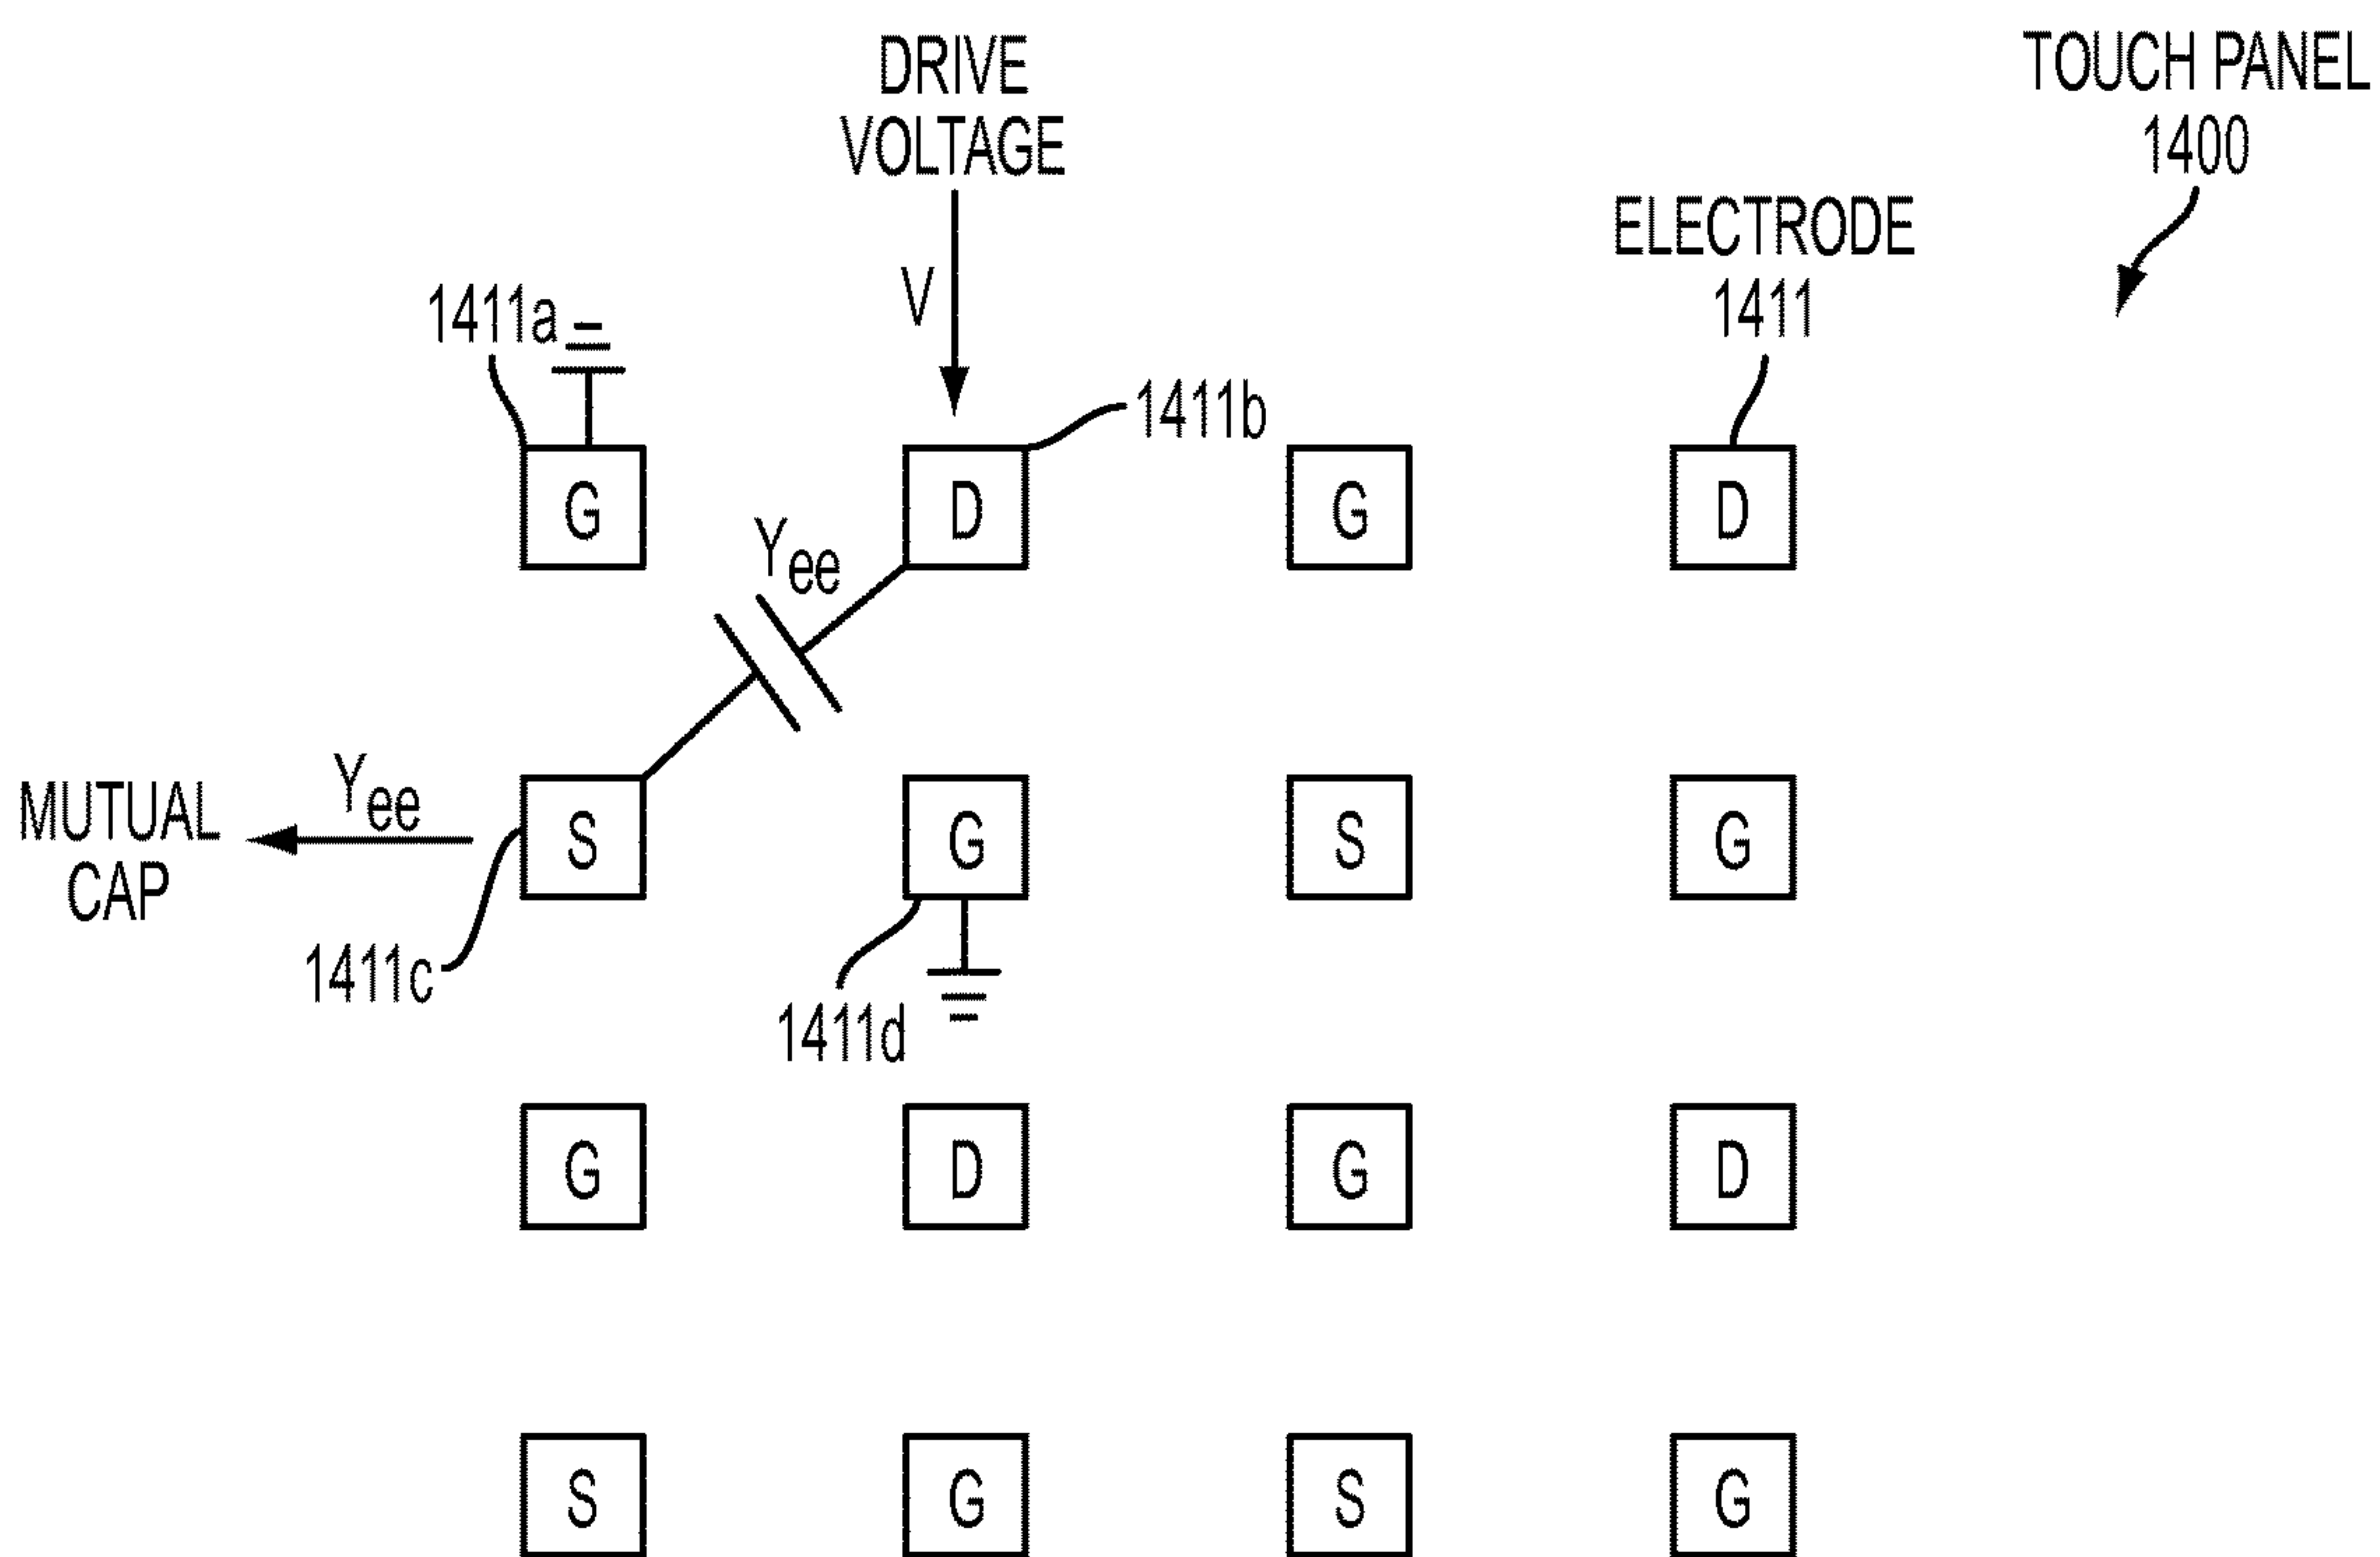 DRIVE
VOLTAGE
TOUCH PANEL
1400
ELECTRODE
1411
V
1411a
1411b
G
D
G
D
Yee
MUTUAL
CAP
Yee
S
G
S
G
1411c
1411d
G
D
G
D
S
G
S
G